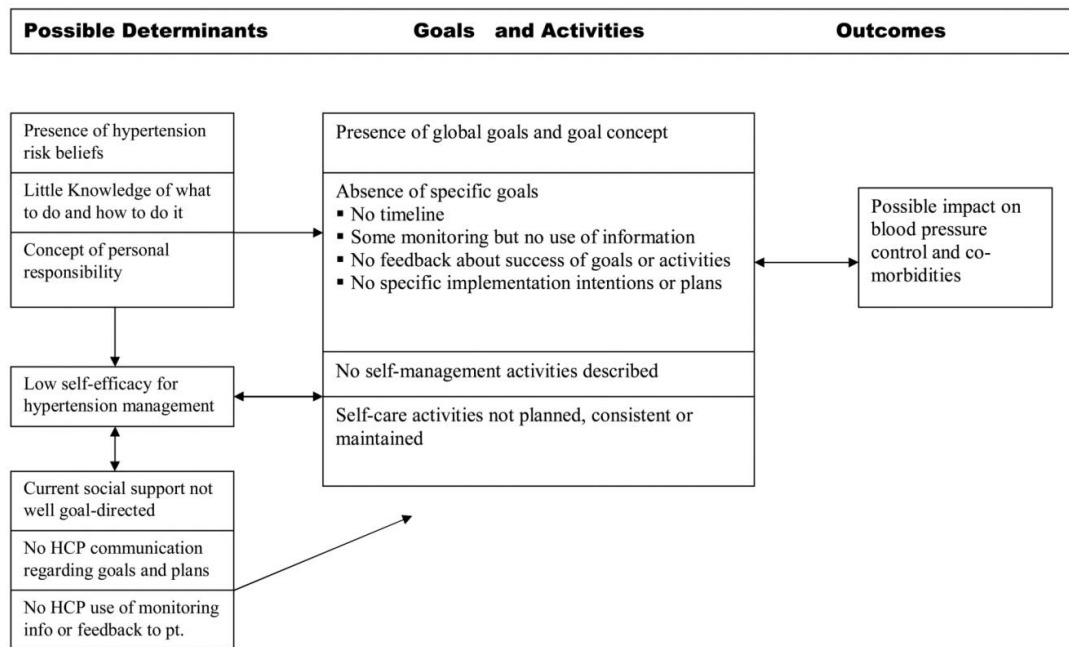 Possible Determinants Goals and Activities Outcomes
Presence of hypertension
risk beliefs
Little Knowledge of what
to do and how to do it
Concept of personal
responsibility
Low self-efficacy for
hypertension management
Current social support not
well goal-directed
No HCP communication
regarding goals and plans
No HCP use of monitoring
info or feedback to pt.
Presence of global goals and goal concept
Absence of specific goals
▪ No timeline
▪ Some monitoring but no use of information
▪ No feedback about success of goals or activities
▪ No specific implementation intentions or plans
No self-management activities described
Self-care activities not planned, consistent or
maintained
Possible impact on
blood pressure
control and co-
morbidities